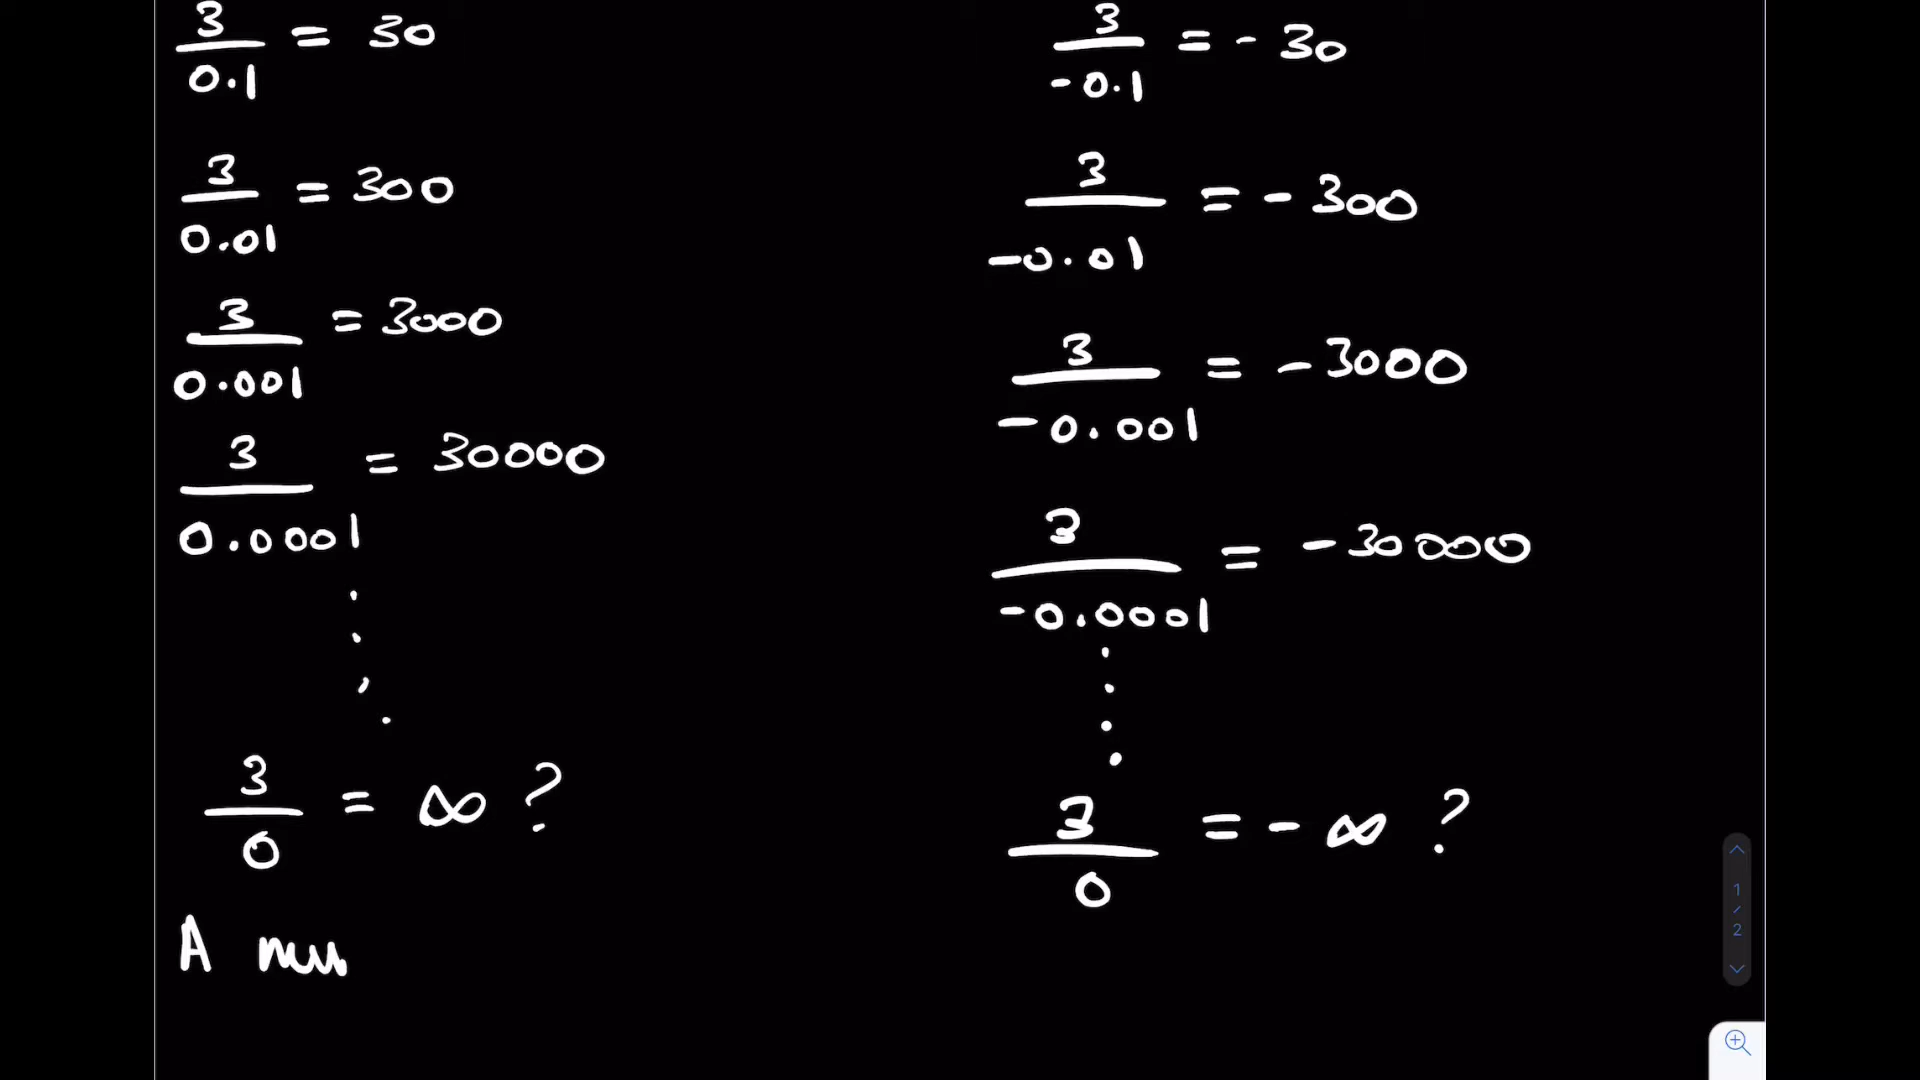 3/0.1 = 30
3/0.01 = 300
3/0.001 = 3000
3/0.0001 = 30000
3/0 = ∞ ?
A
3/-0.1 = - 30
3/-0.01 = - 300
3/-0.001 = - 3000
3/-0.0001 = - 30000
3/0 = - ∞ ?
1
/
2